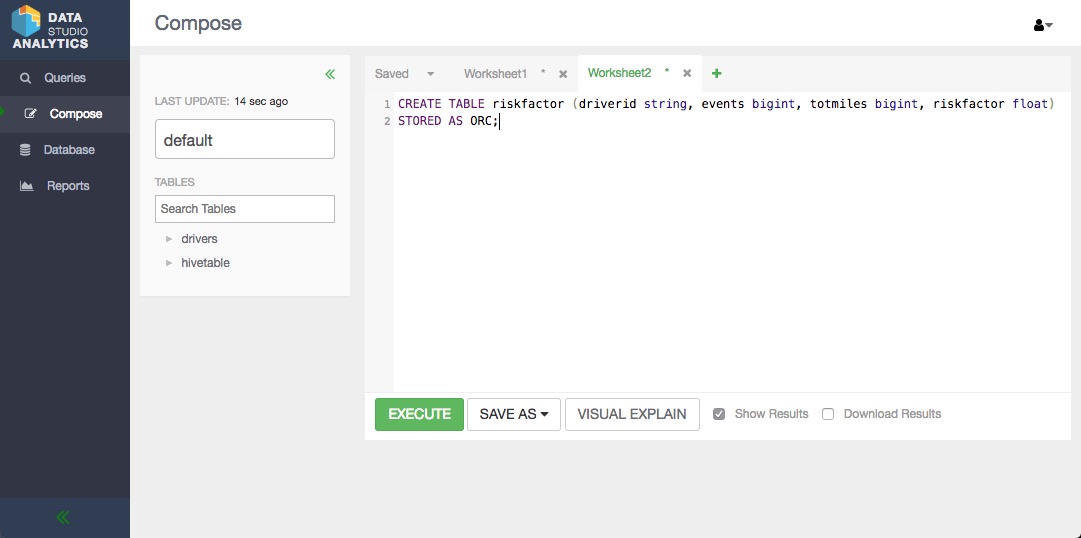 DATA
STUDIO
ANALYTICS
Compose
Queries
Compose
Database
Reports
LAST UPDATE: 14 sec ago
default
TABLES
Search Tables
drivers
hivetable
Saved Worksheet1 * Worksheet2 *
1 CREATE TABLE riskfactor (driverid string, events bigint, totmiles bigint, riskfactor float)
2 STORED AS ORC;
EXECUTE SAVE AS VISUAL EXPLAIN Show Results Download Results